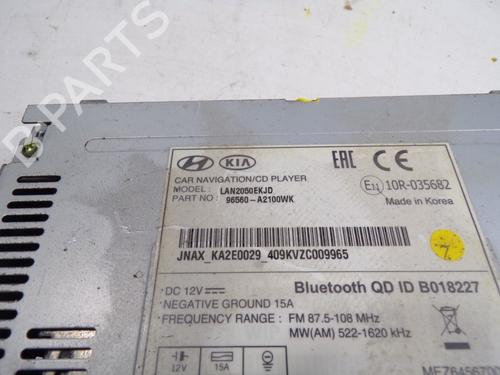 B-Parts
HYUNDAI KIA EAC CE
CAR NAVIGATION/CD PLAYER
MODEL : LAN2050EKJD
PART NO : 96560-A2100WK
E11 10R-035682
Made in Korea
JNAX_KA2E0029_409KVZC009965
DC 12V
NEGATIVE GROUND 15A
Bluetooth QD ID B018227
FREQUENCY RANGE : FM 87.5-108 MHz
MW(AM) 522-1620 kHz
12V 15A